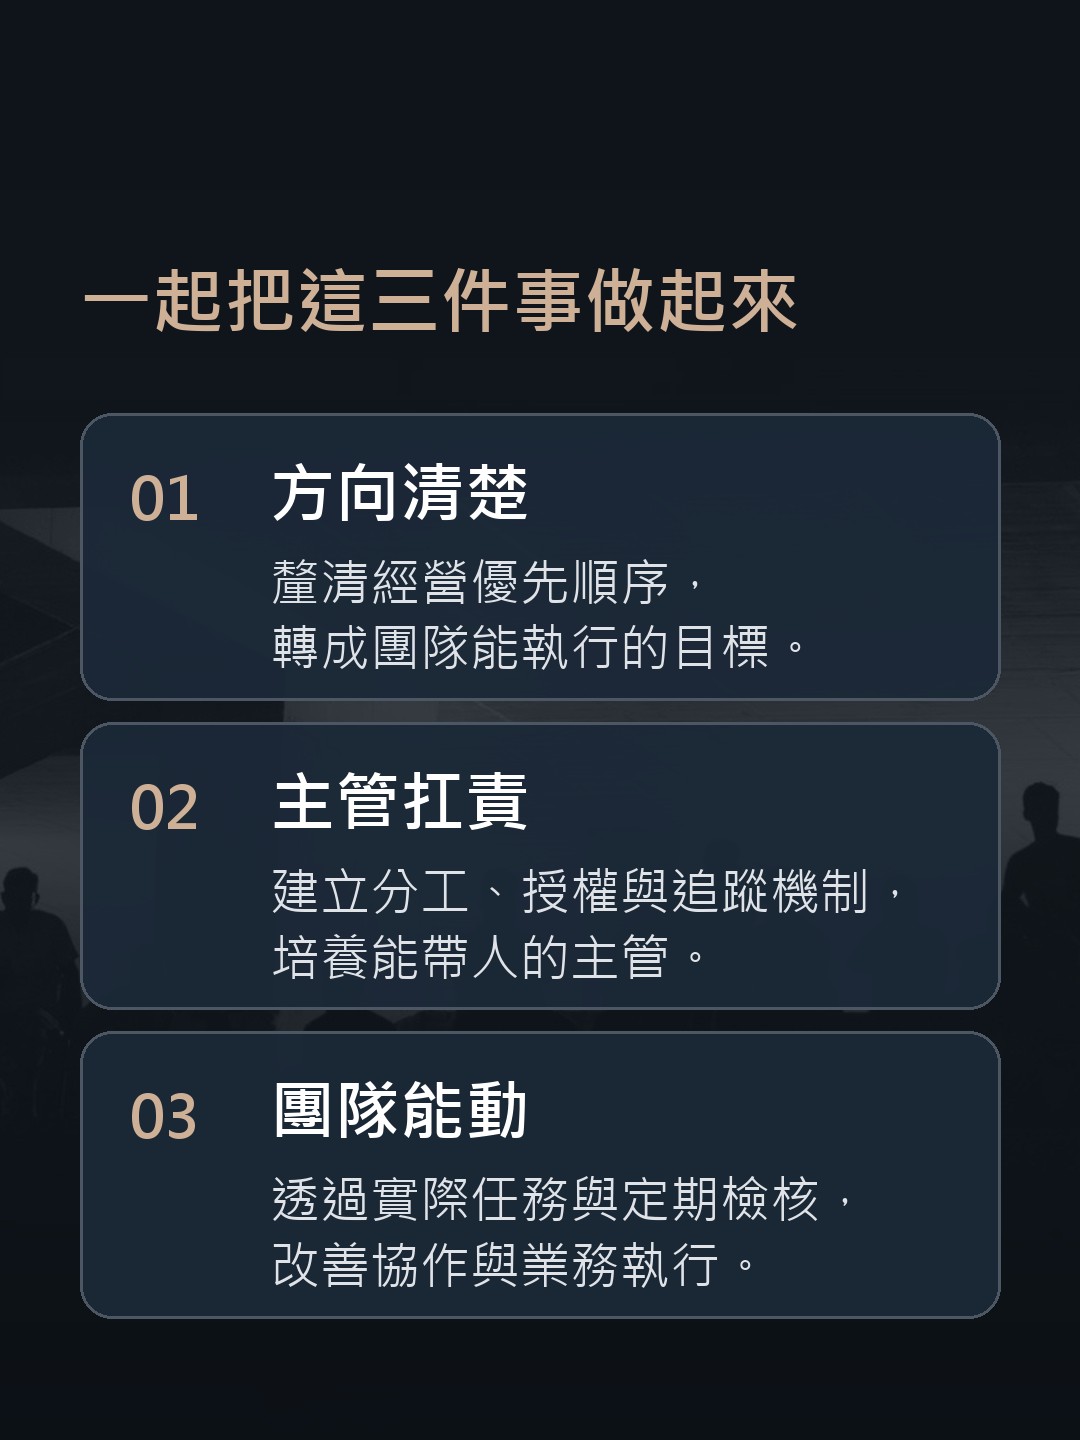 一起把這三件事做起來
01 方向清楚
釐清經營優先順序，
轉成團隊能執行的目標。
02 主管扛責
建立分工、授權與追蹤機制，
培養能帶人的主管。
03 團隊能動
透過實際任務與定期檢核，
改善協作與業務執行。